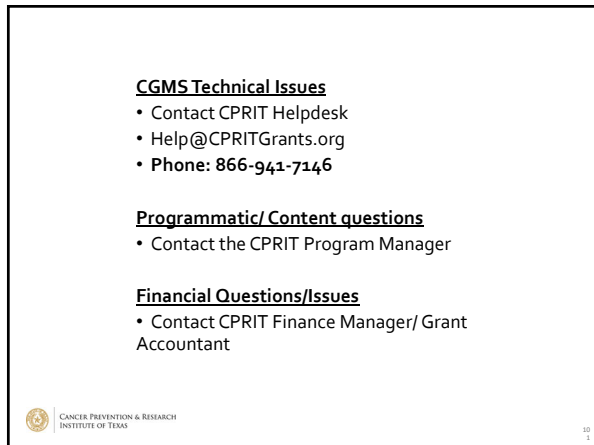 CGMS Technical Issues
• Contact CPRIT Helpdesk
• Help@CPRITGrants.org
• Phone: 866-941-7146
Programmatic/ Content questions
• Contact the CPRIT Program Manager
Financial Questions/Issues
• Contact CPRIT Finance Manager/ Grant
Accountant
CANCER PREVENTION & RESEARCH
INSTITUTE OF TEXAS
10
1